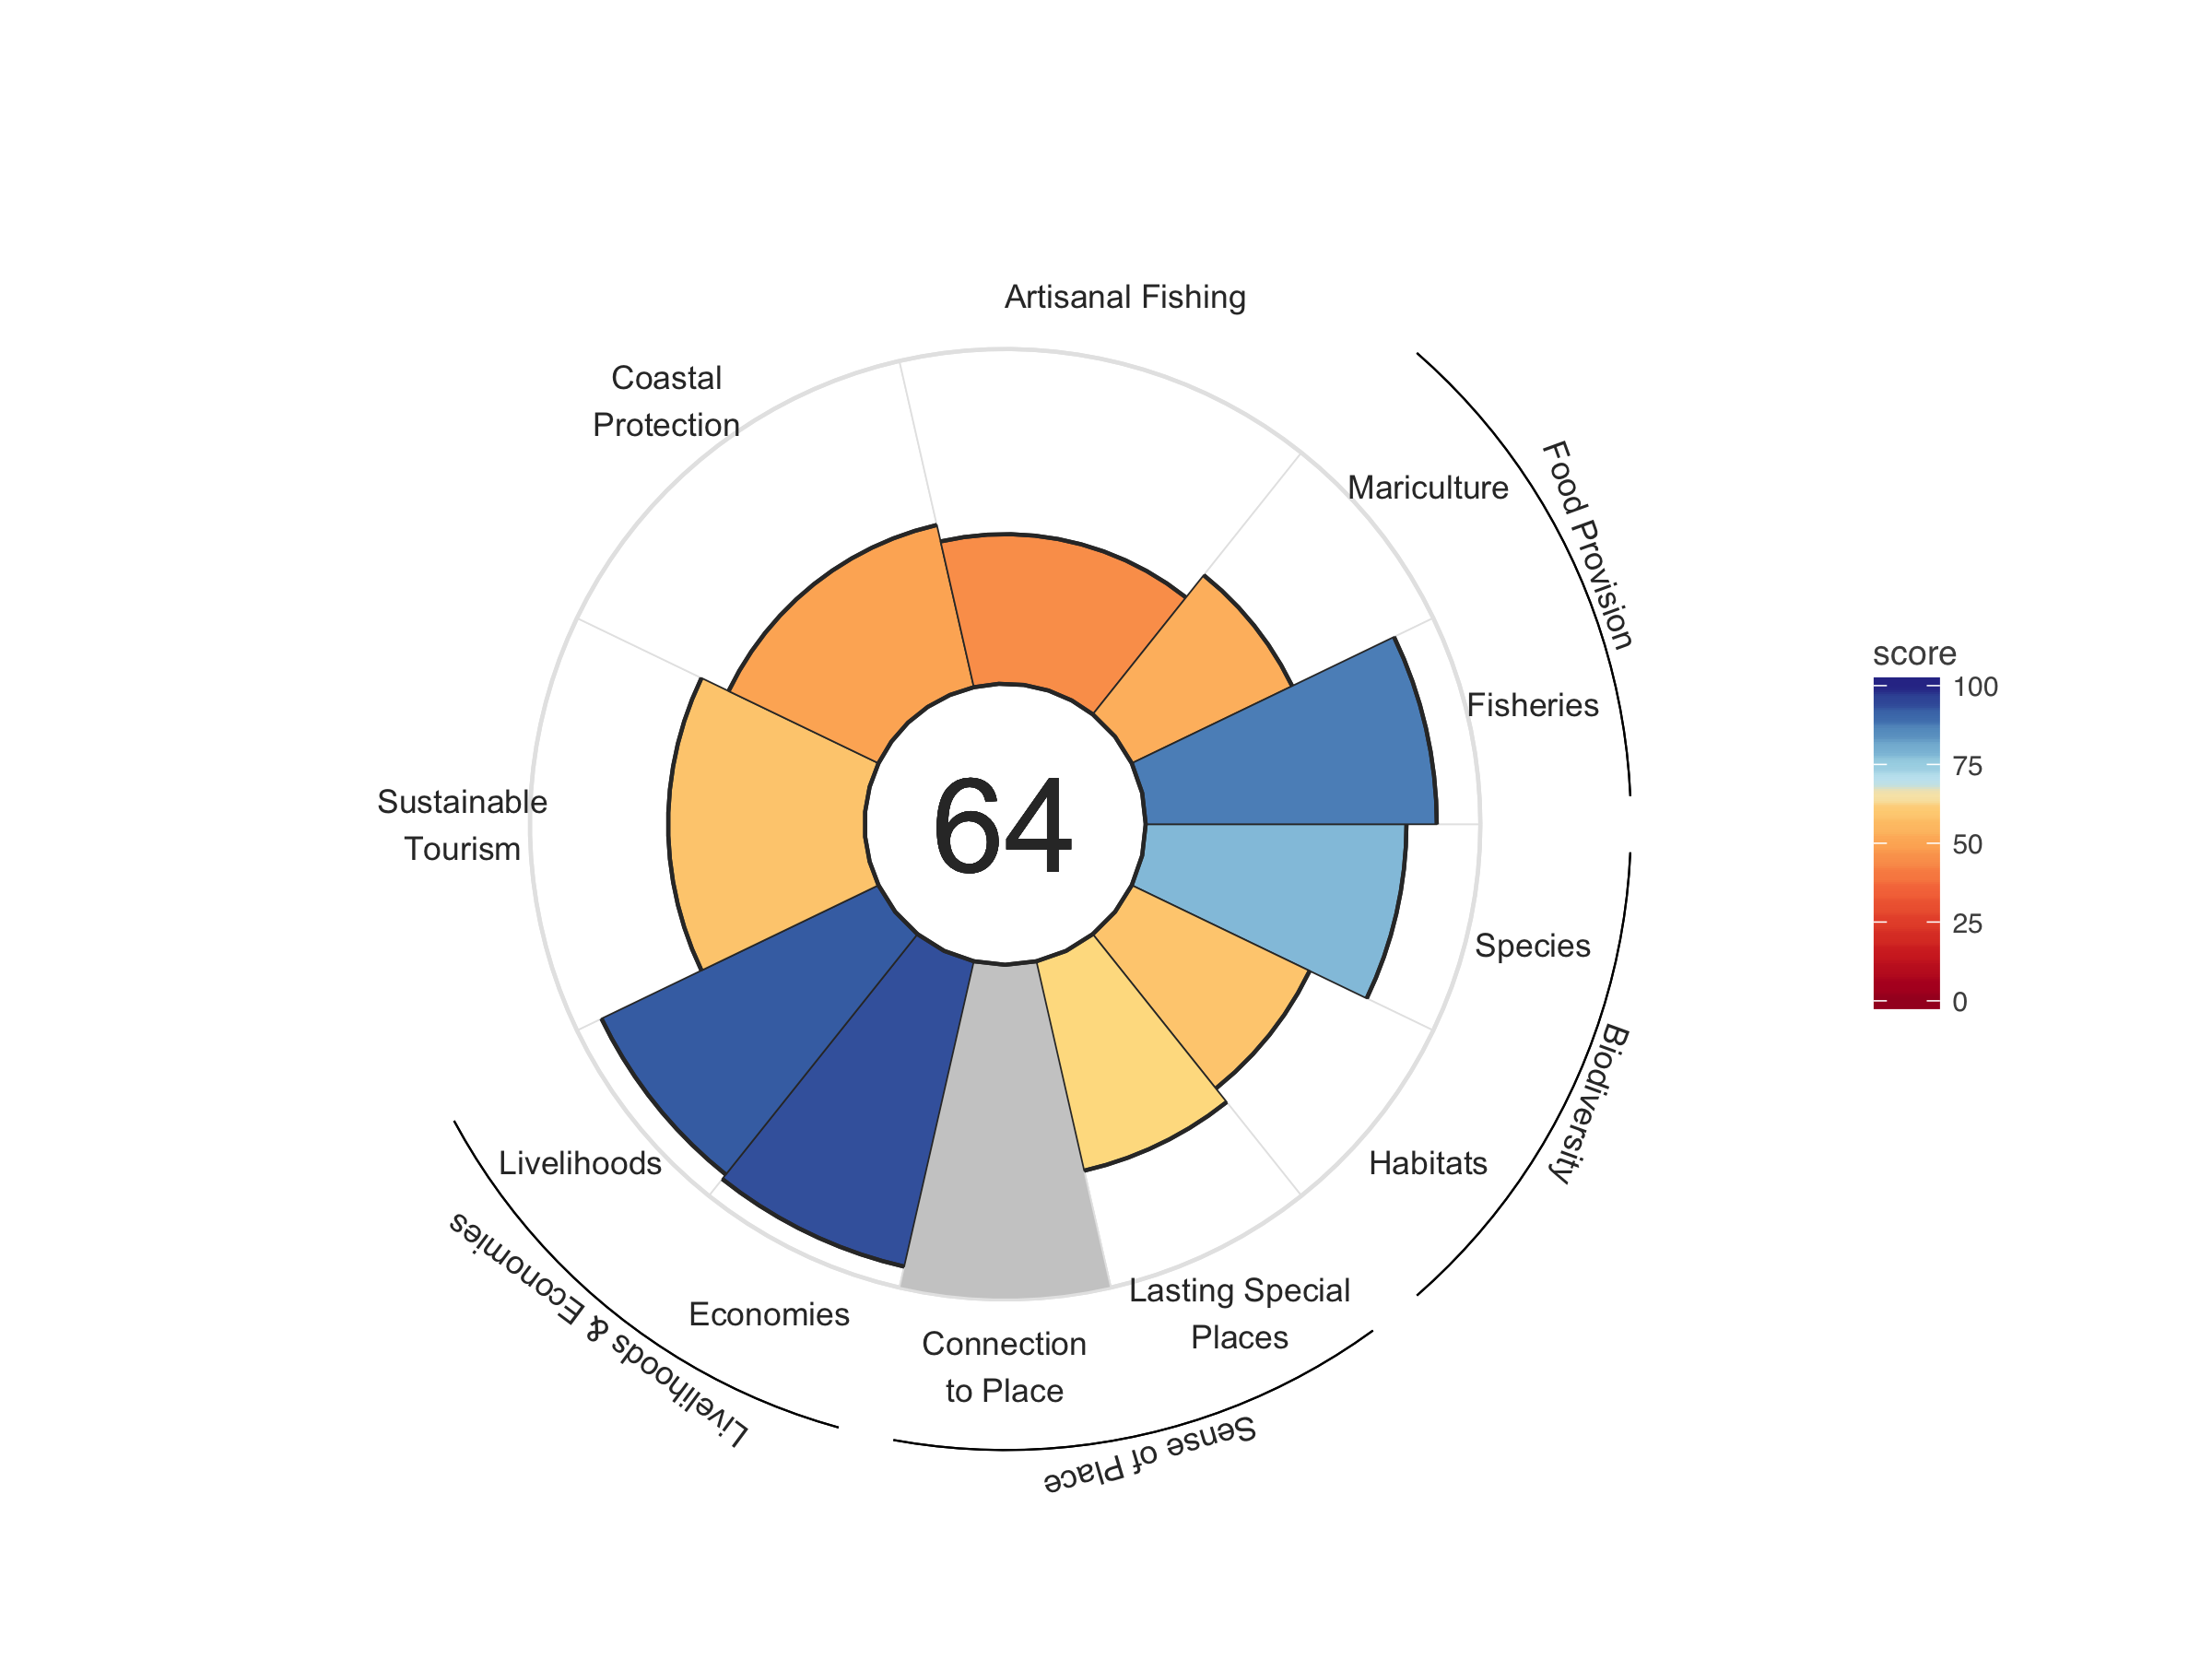 Artisanal Fishing
Coastal
Protection
Mariculture
Food Provision
Fisheries
score
100
75
50
25
0
64
Sustainable
Tourism
Species
Biodiversity
Habitats
Livelihoods
Livelihoods & Economies
Economies
Lasting Special
Places
Connection
to Place
Sense of Place